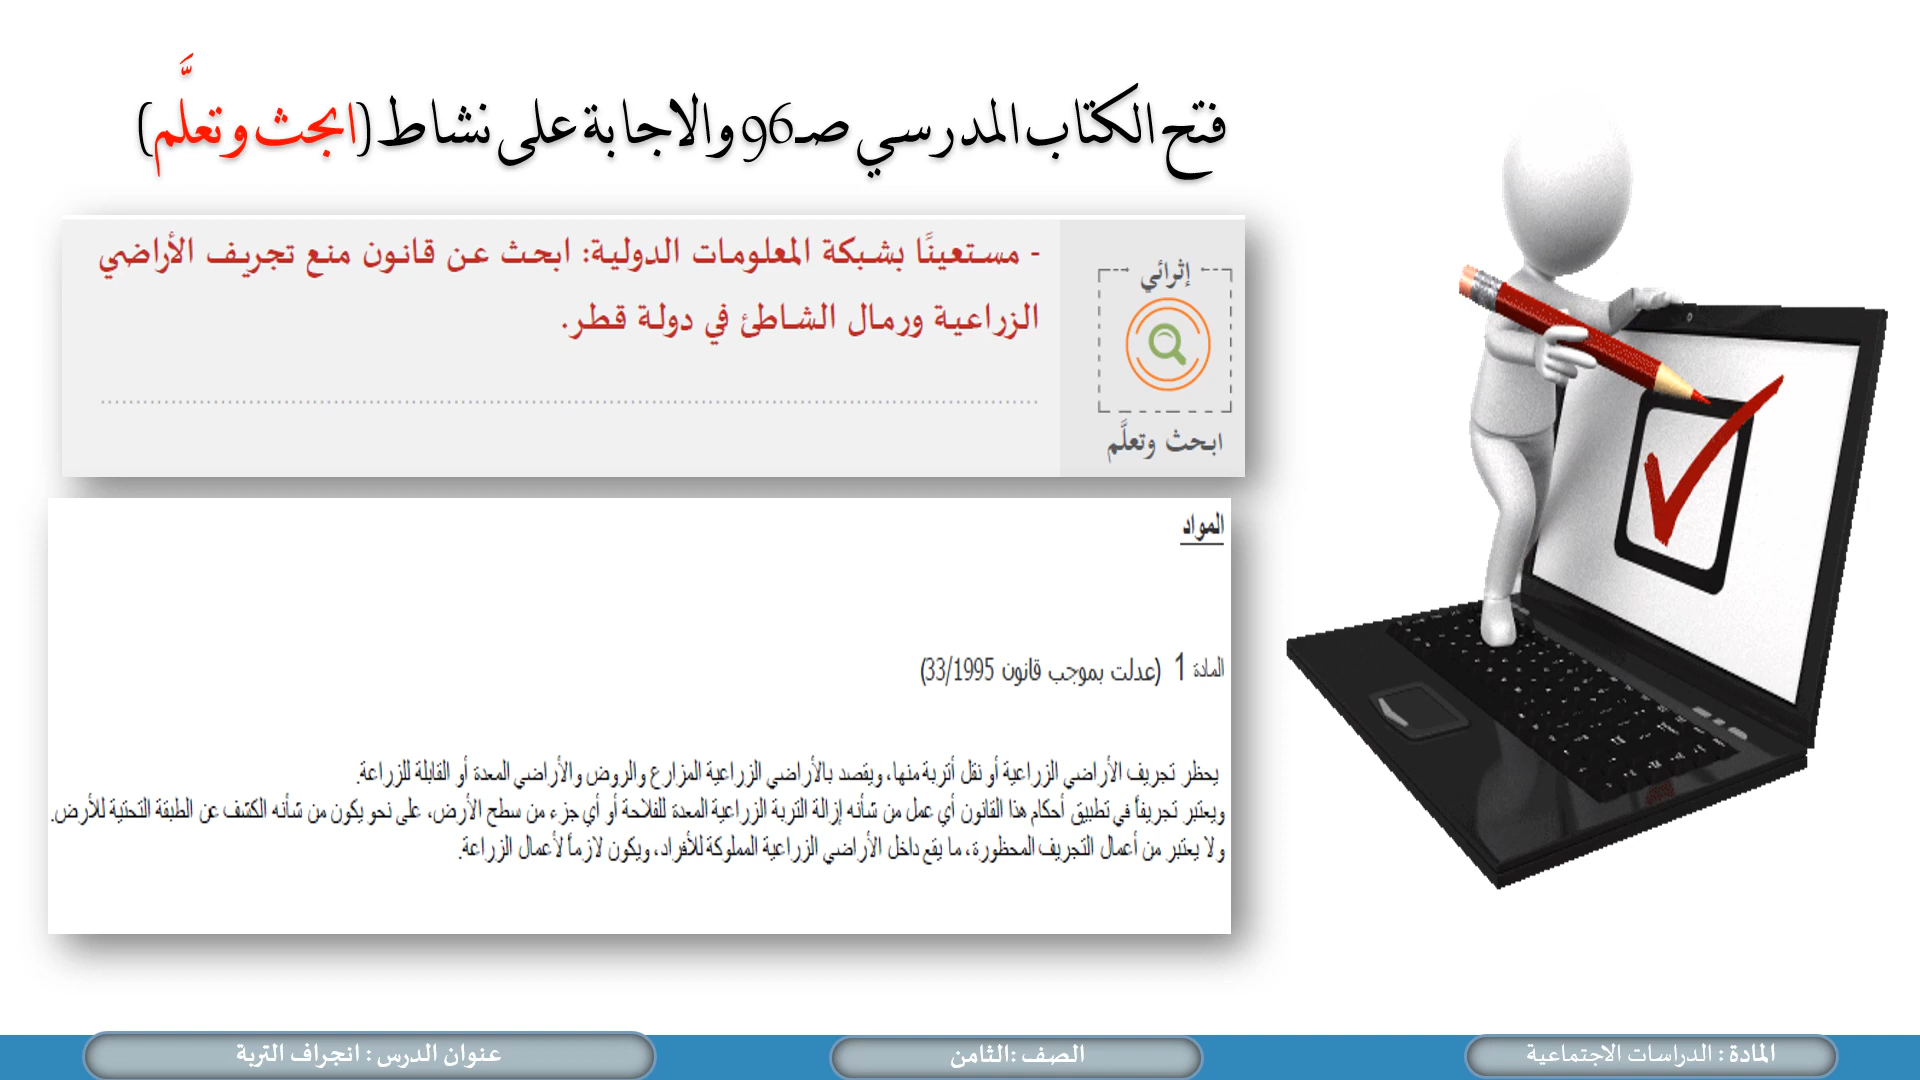 فتح الكتاب المدرسي صـ96 والاجابة على نشاط (ابحث وتعلَّم)
- مستعينًا بشبكة المعلومات الدولية: ابحث عن قانون منع تجريف الأراضي
الزراعية ورمال الشاطئ في دولة قطر.
إثرائي
ابحث وتعلَّم
المواد
المادة 1 (عدلت بموجب قانون 33/1995)
يحظر تجريف الأراضي الزراعية أو نقل أتربة منها، ويقصد بالأراضي الزراعية المزارع والروض والأراضي المعدة أو القابلة للزراعة.
ويعتبر تجريفاً في تطبيق أحكام هذا القانون أي عمل من شأنه إزالة التربة الزراعية المعدة للفلاحة أو أي جزء من سطح الأرض، على نحو يكون من شأنه الكشف عن الطبقة التحتية للأرض.
ولا يعتبر من أعمال التجريف المحظورة، ما يقع داخل الأراضي الزراعية المملوكة للأفراد، ويكون لازماً لأعمال الزراعة.
المادة : الدراسات الاجتماعية
الصف :الثامن
عنوان الدرس : انجراف التربة